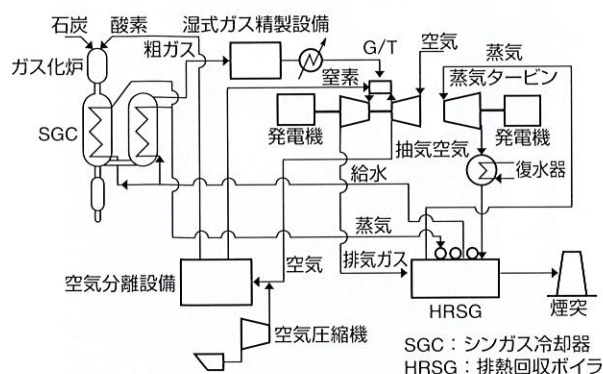 石炭
酸素
湿式ガス精製設備
粗ガス
G/T
空気
蒸気
ガス化炉
窒素
蒸気タービン
SGC
発電機
発電機
抽気空気
給水
復水器
蒸気
空気
排気ガス
空気分離設備
HRSG
煙突
空気圧縮機
SGC：シンガス冷却器
HRSG：排熱回収ボイラ